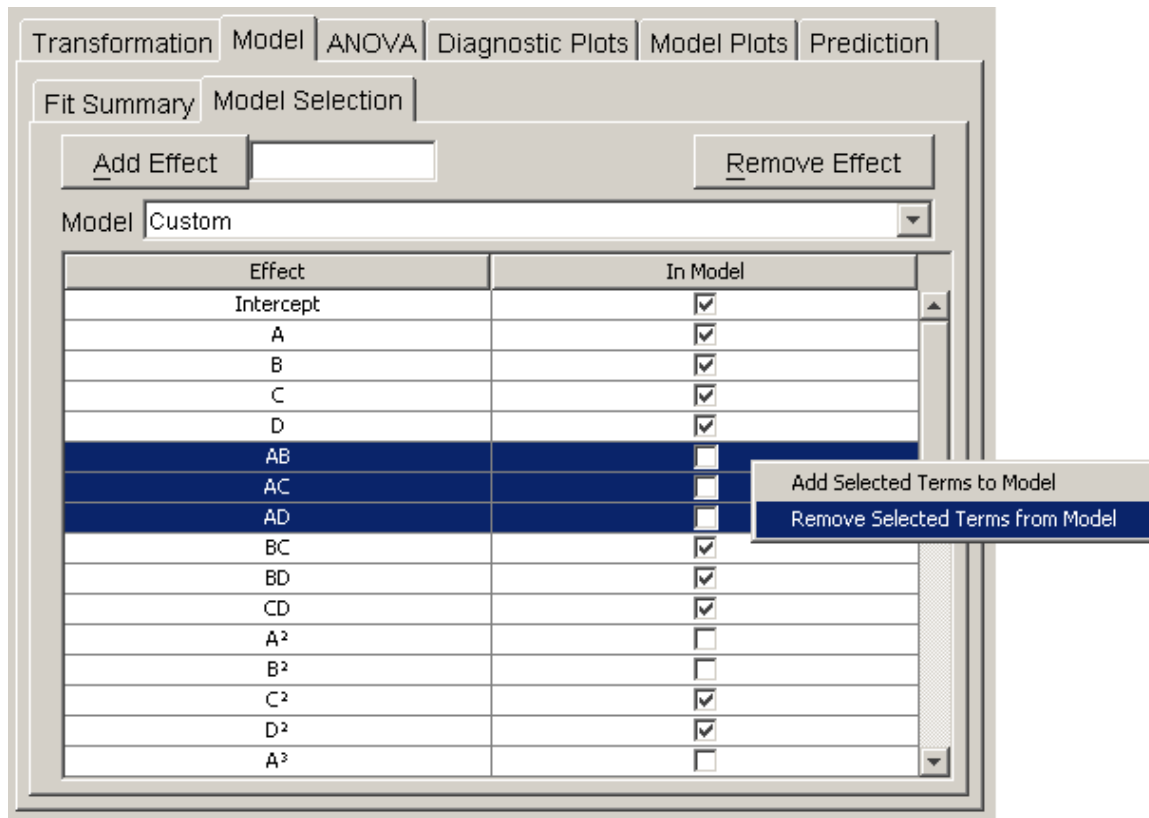 Transformation Model ANOVA Diagnostic Plots Model Plots Prediction
Fit Summary Model Selection
Add Effect Remove Effect
Model Custom
Effect In Model
Intercept
A
B
C
D
AB
AC
Add Selected Terms to Model
AD
Remove Selected Terms from Model
BC
BD
CD
A²
B²
C²
D²
A³